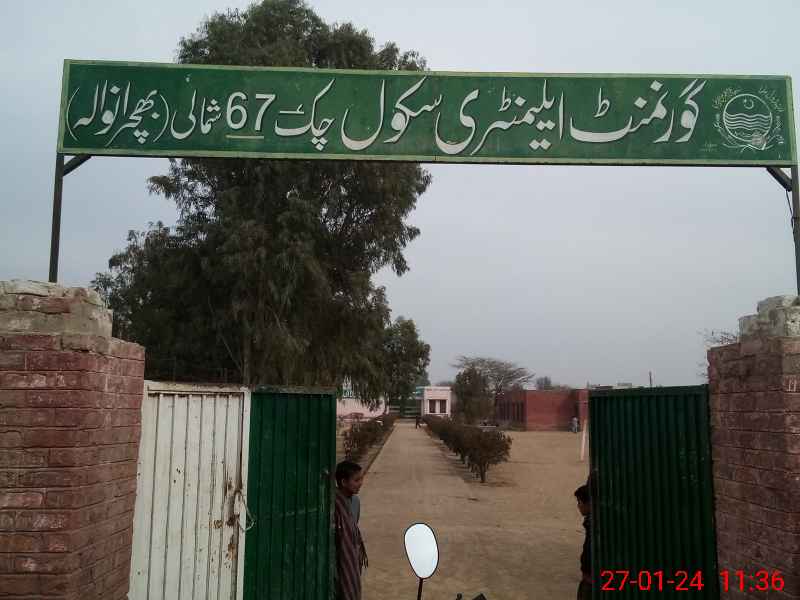 گورنمنٹ ایلیمنٹری سکول چک 67 شمالی (بھچرانوالہ)
27-01-24 11:36